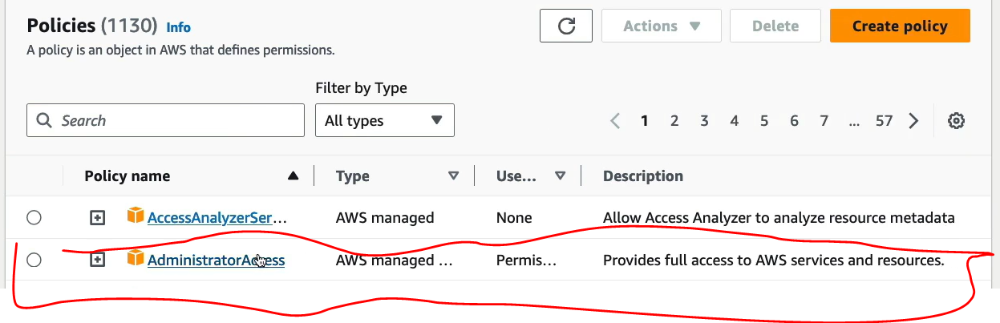 Policies (1130) Info
Actions
Delete
Create policy
A policy is an object in AWS that defines permissions.
Filter by Type
Search
All types
1 2 3 4 5 6 7 ... 57
Policy name Type Use... Description
AccessAnalyzerSer... AWS managed None Allow Access Analyzer to analyze resource metadata
AdministratorAccess AWS managed ... Permis... Provides full access to AWS services and resources.